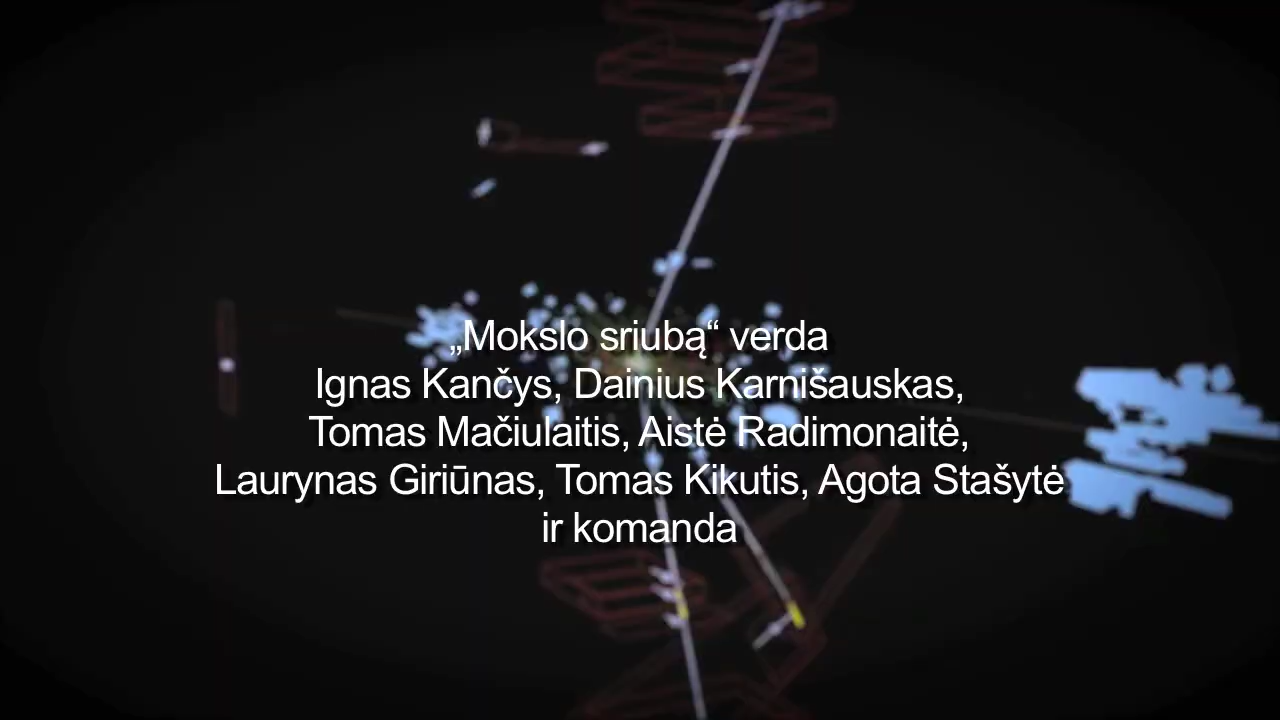 „Mokslo sriubą“ verda
Ignas Kančys, Dainius Karnišauskas,
Tomas Mačiulaitis, Aistė Radimonaitė,
Laurynas Giriūnas, Tomas Kikutis, Agota Stašytė
ir komanda